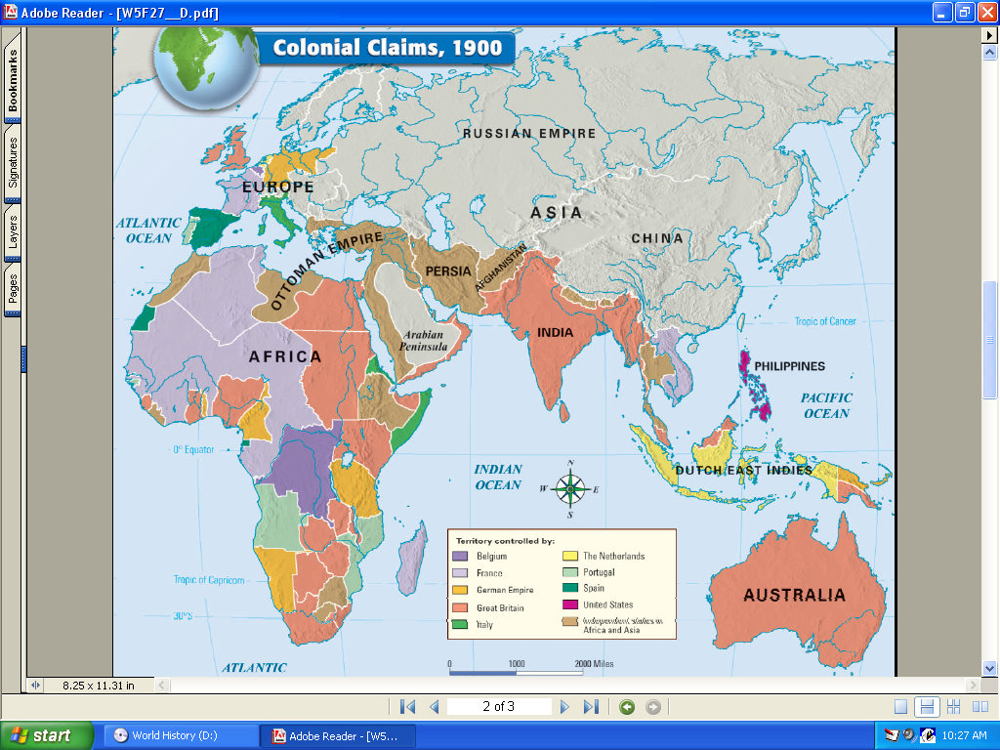 Adobe Reader - [W5F27__D.pdf]
Bookmarks
Signatures
Layers
Pages
Colonial Claims, 1900
RUSSIAN EMPIRE
EUROPE
ATLANTIC
OCEAN
ASIA
CHINA
OTTOMAN EMPIRE
PERSIA
AFGHANISTAN
Arabian
Peninsula
INDIA
Tropic of Cancer
AFRICA
PHILIPPINES
PACIFIC
OCEAN
0° Equator
INDIAN
OCEAN
N
W
E
S
DUTCH EAST INDIES
Territory controlled by:
Belgium
France
German Empire
Great Britain
Italy
The Netherlands
Portugal
Spain
United States
Independent states in
Africa and Asia
Tropic of Capricorn
30°S
AUSTRALIA
ATLANTIC
0 1000 2000 Miles
8.25 x 11.31 in
2 of 3
start
World History (D:)
Adobe Reader - [W5...
10:27 AM